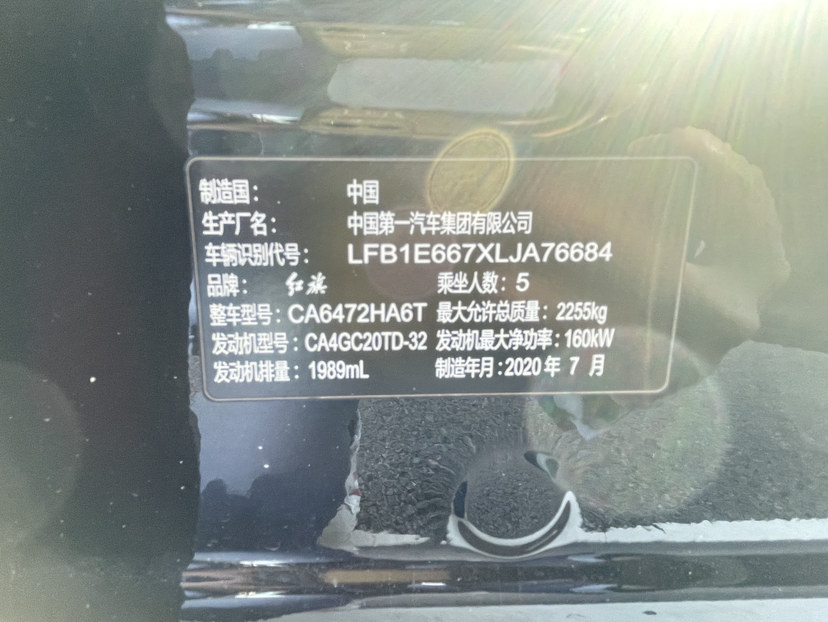 制造国： 中国
生产厂名： 中国第一汽车集团有限公司
车辆识别代号： LFB1E667XLJA76684
品牌： 红旗 乘坐人数：5
整车型号：CA6472HA6T 最大允许总质量：2255kg
发动机型号：CA4GC20TD-32 发动机最大净功率：160kW
发动机排量：1989mL 制造年月：2020年 7 月